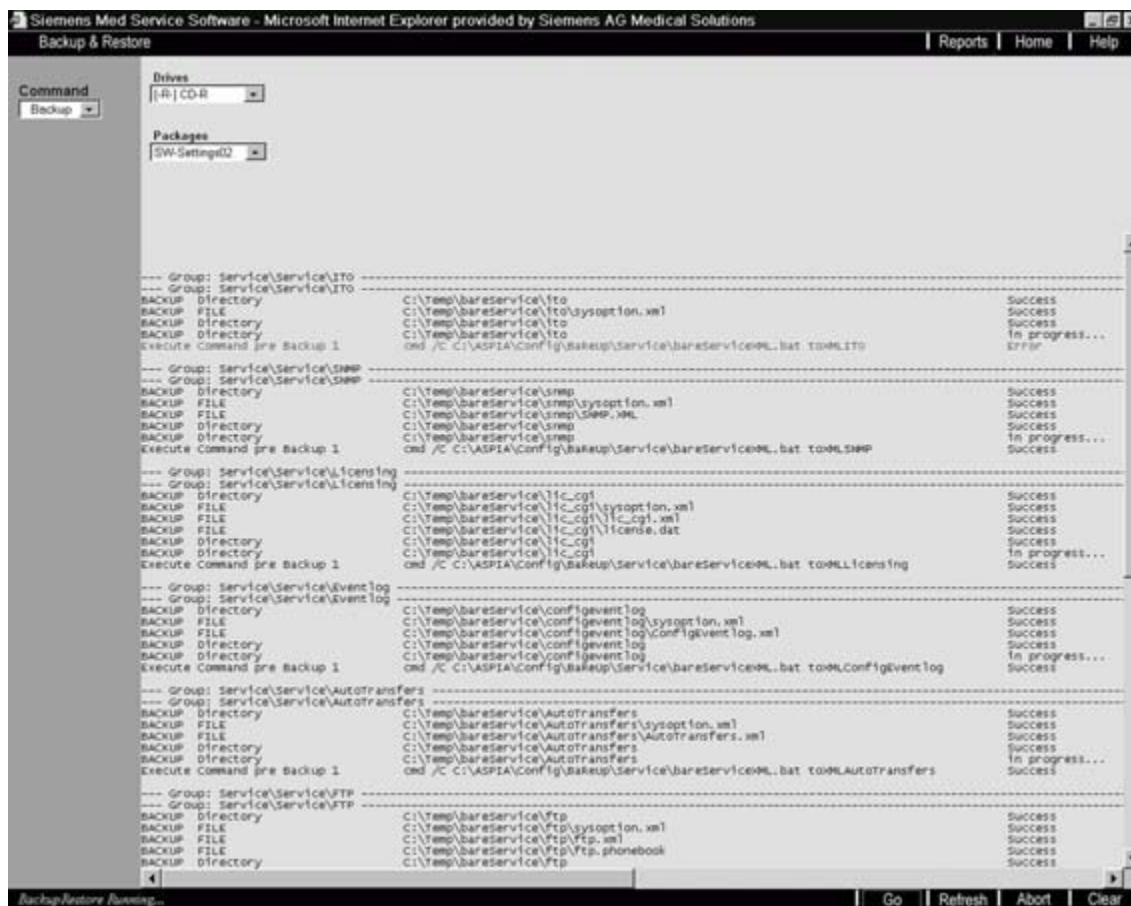 Siemens Med Service Software - Microsoft Internet Explorer provided by Siemens AG Medical Solutions
Backup & Restore | Reports | Home | Help
Command
Backup
Drives
[-R-] CD-R
Packages
SW-Settings02
--- Group: Service\Service\ITO ---
--- Group: Service\Service\ITO ---
BACKUP Directory C:\Temp\bareService\ito Success
BACKUP FILE C:\Temp\bareService\ito\sysoption.xml Success
BACKUP Directory C:\Temp\bareService\ito Success
BACKUP Directory C:\Temp\bareService\ito in progress...
Execute Command pre Backup 1 cmd /C C:\ASPIA\Config\BaReUp\Service\bareServiceXML.bat toXMLITO Error
--- Group: Service\Service\SNMP ---
--- Group: Service\Service\SNMP ---
BACKUP Directory C:\Temp\bareService\snmp Success
BACKUP FILE C:\Temp\bareService\snmp\sysoption.xml Success
BACKUP FILE C:\Temp\bareService\snmp\SNMP.XML Success
BACKUP Directory C:\Temp\bareService\snmp Success
BACKUP Directory C:\Temp\bareService\snmp in progress...
Execute Command pre Backup 1 cmd /C C:\ASPIA\Config\BaReUp\Service\bareServiceXML.bat toXMLSNMP Success
--- Group: Service\Service\Licensing ---
--- Group: Service\Service\Licensing ---
BACKUP Directory C:\Temp\bareService\lic_cgi Success
BACKUP FILE C:\Temp\bareService\lic_cgi\sysoption.xml Success
BACKUP FILE C:\Temp\bareService\lic_cgi\lic_cgi.xml Success
BACKUP FILE C:\Temp\bareService\lic_cgi\license.dat Success
BACKUP Directory C:\Temp\bareService\lic_cgi Success
BACKUP Directory C:\Temp\bareService\lic_cgi in progress...
Execute Command pre Backup 1 cmd /C C:\ASPIA\Config\BaReUp\Service\bareServiceXML.bat toXMLLicensing Success
--- Group: Service\Service\Eventlog ---
--- Group: Service\Service\Eventlog ---
BACKUP Directory C:\Temp\bareService\configeventlog Success
BACKUP FILE C:\Temp\bareService\configeventlog\sysoption.xml Success
BACKUP FILE C:\Temp\bareService\configeventlog\ConfigEventlog.xml Success
BACKUP Directory C:\Temp\bareService\configeventlog Success
BACKUP Directory C:\Temp\bareService\configeventlog in progress...
Execute Command pre Backup 1 cmd /C C:\ASPIA\Config\BaReUp\Service\bareServiceXML.bat toXMLConfigEventlog Success
--- Group: Service\Service\AutoTransfers ---
--- Group: Service\Service\AutoTransfers ---
BACKUP Directory C:\Temp\bareService\AutoTransfers Success
BACKUP FILE C:\Temp\bareService\AutoTransfers\sysoption.xml Success
BACKUP FILE C:\Temp\bareService\AutoTransfers\AutoTransfers.xml Success
BACKUP Directory C:\Temp\bareService\AutoTransfers Success
BACKUP Directory C:\Temp\bareService\AutoTransfers in progress...
Execute Command pre Backup 1 cmd /C C:\ASPIA\Config\BaReUp\Service\bareServiceXML.bat toXMLAutoTransfers Success
--- Group: Service\Service\FTP ---
--- Group: Service\Service\FTP ---
BACKUP Directory C:\Temp\bareService\ftp Success
BACKUP FILE C:\Temp\bareService\ftp\sysoption.xml Success
BACKUP FILE C:\Temp\bareService\ftp\ftp.xml Success
BACKUP FILE C:\Temp\bareService\ftp\ftp.phonebook Success
BACKUP Directory C:\Temp\bareService\ftp Success
Backup/Restore Running... | Go | Refresh | Abort | Clear